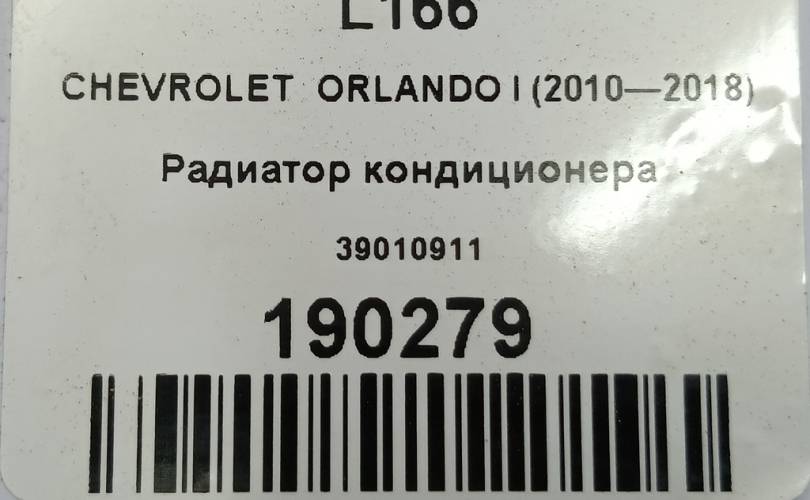 L166
CHEVROLET ORLANDO I (2010—2018)
Радиатор кондиционера
39010911
190279